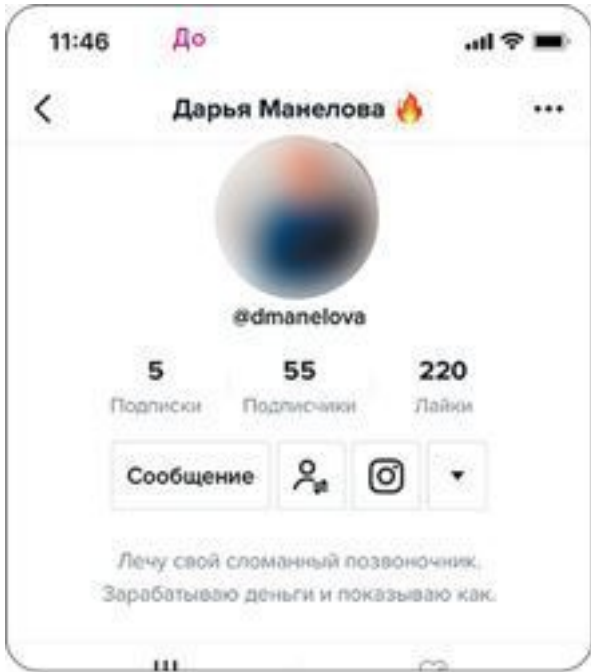 11:46 До
Дарья Манелова 🔥
@dmanelova
5 55 220
Подписки Подписчики Лайки
Сообщение
Лечу свой сломанный позвоночник.
Зарабатываю деньги и показываю как.